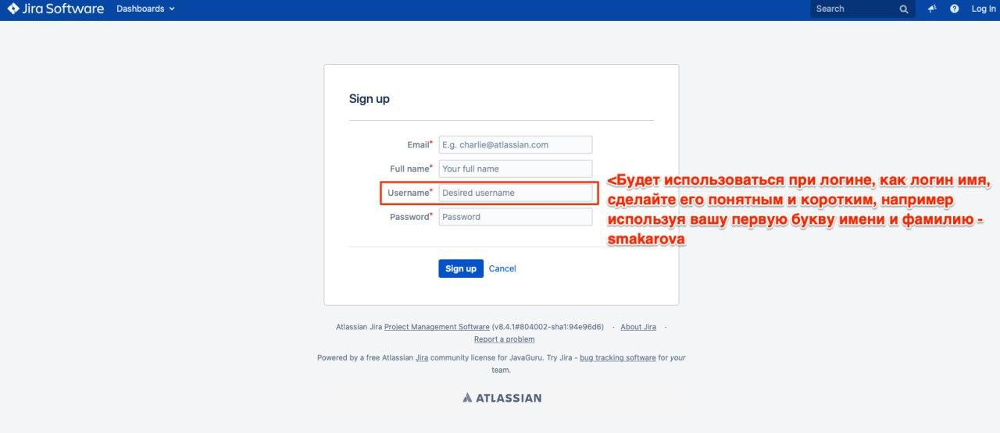 Jira Software Dashboards Search Log In
Sign up
Email* E.g. charlie@atlassian.com
Full name* Your full name
Username* Desired username
Password* Password
<Будет использоваться при логине, как логин имя,
сделайте его понятным и коротким, например
используя вашу первую букву имени и фамилию -
smakarova
Sign up Cancel
Atlassian Jira Project Management Software (v8.4.1#804002-sha1:94e96d6) · About Jira ·
Report a problem
Powered by a free Atlassian Jira community license for JavaGuru. Try Jira - bug tracking software for your
team.
ATLASSIAN